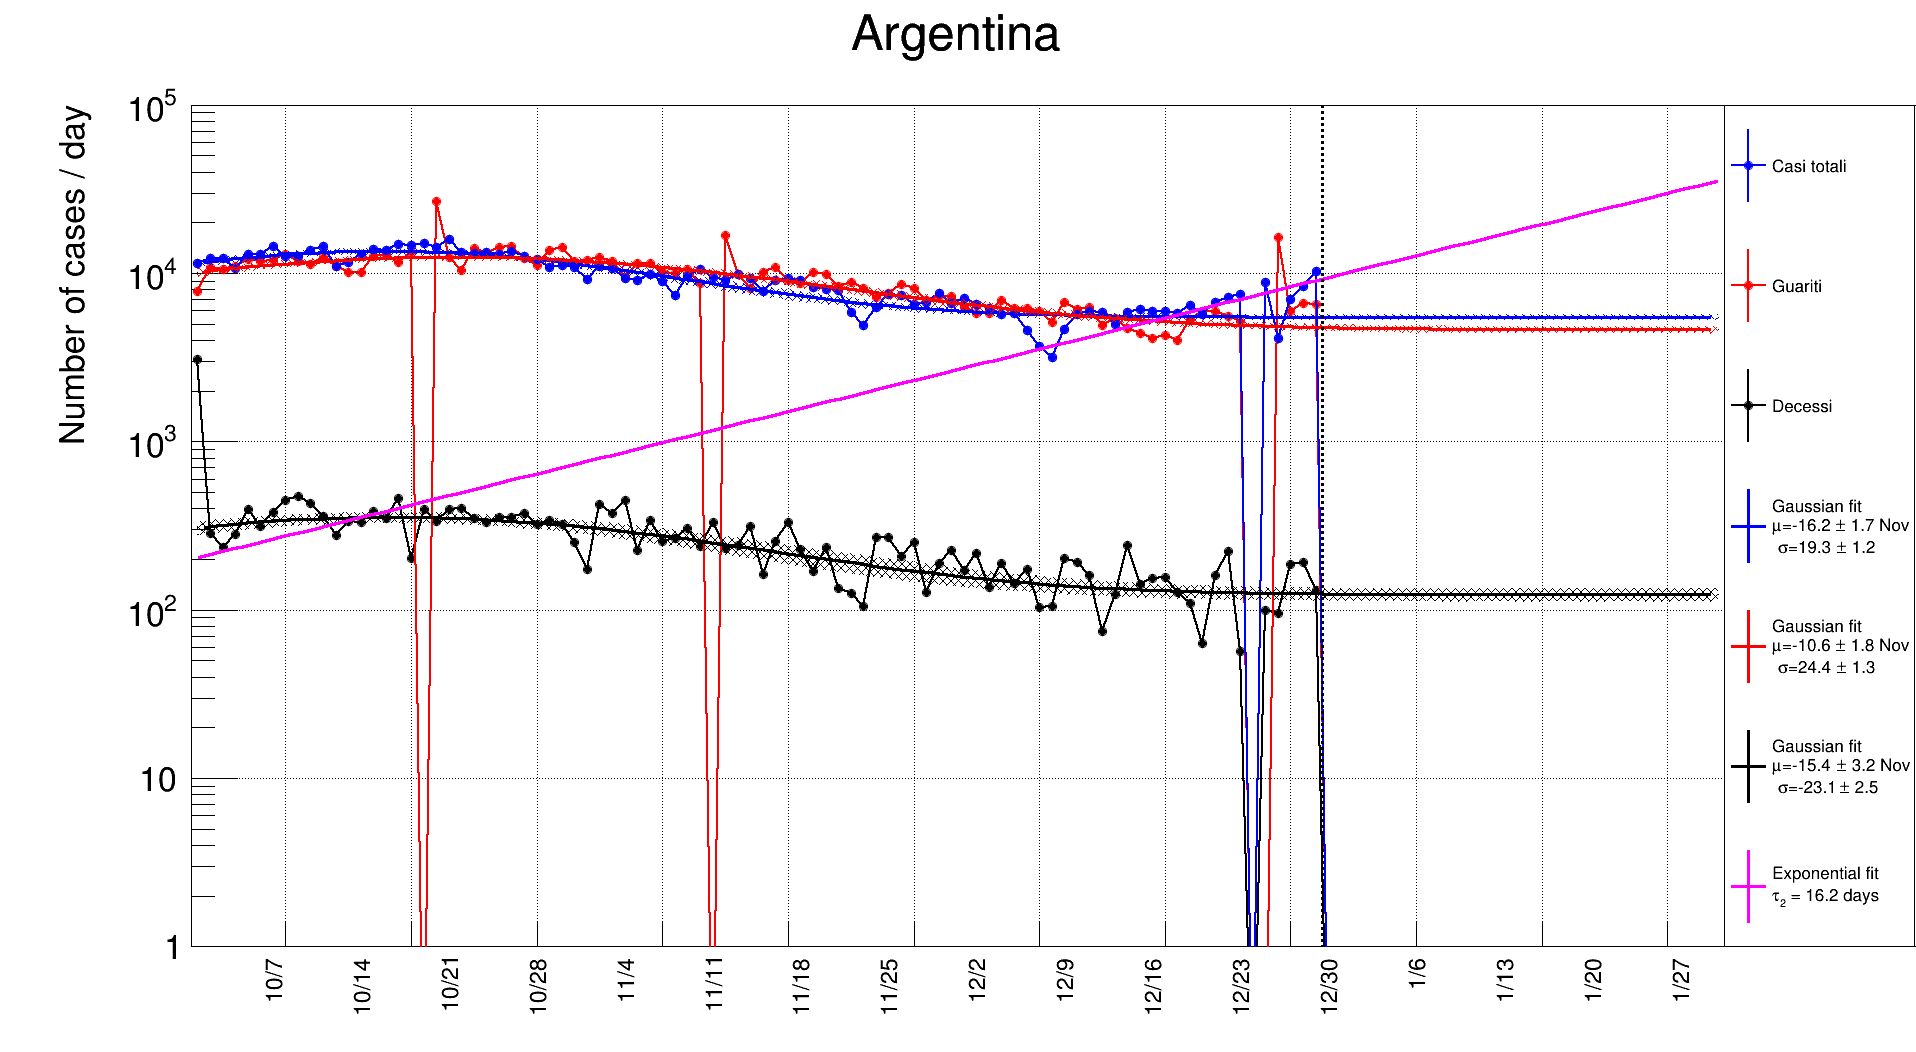 Argentina
Number of cases / day
10^5
10^4
10^3
10^2
10
1
10/7
10/14
10/21
10/28
11/4
11/11
11/18
11/25
12/2
12/9
12/16
12/23
12/30
1/6
1/13
1/20
1/27
Casi totali
Guariti
Decessi
Gaussian fit
μ=-16.2 ± 1.7 Nov
σ=19.3 ± 1.2
Gaussian fit
μ=-10.6 ± 1.8 Nov
σ=24.4 ± 1.3
Gaussian fit
μ=-15.4 ± 3.2 Nov
σ=-23.1 ± 2.5
Exponential fit
τ₂ = 16.2 days